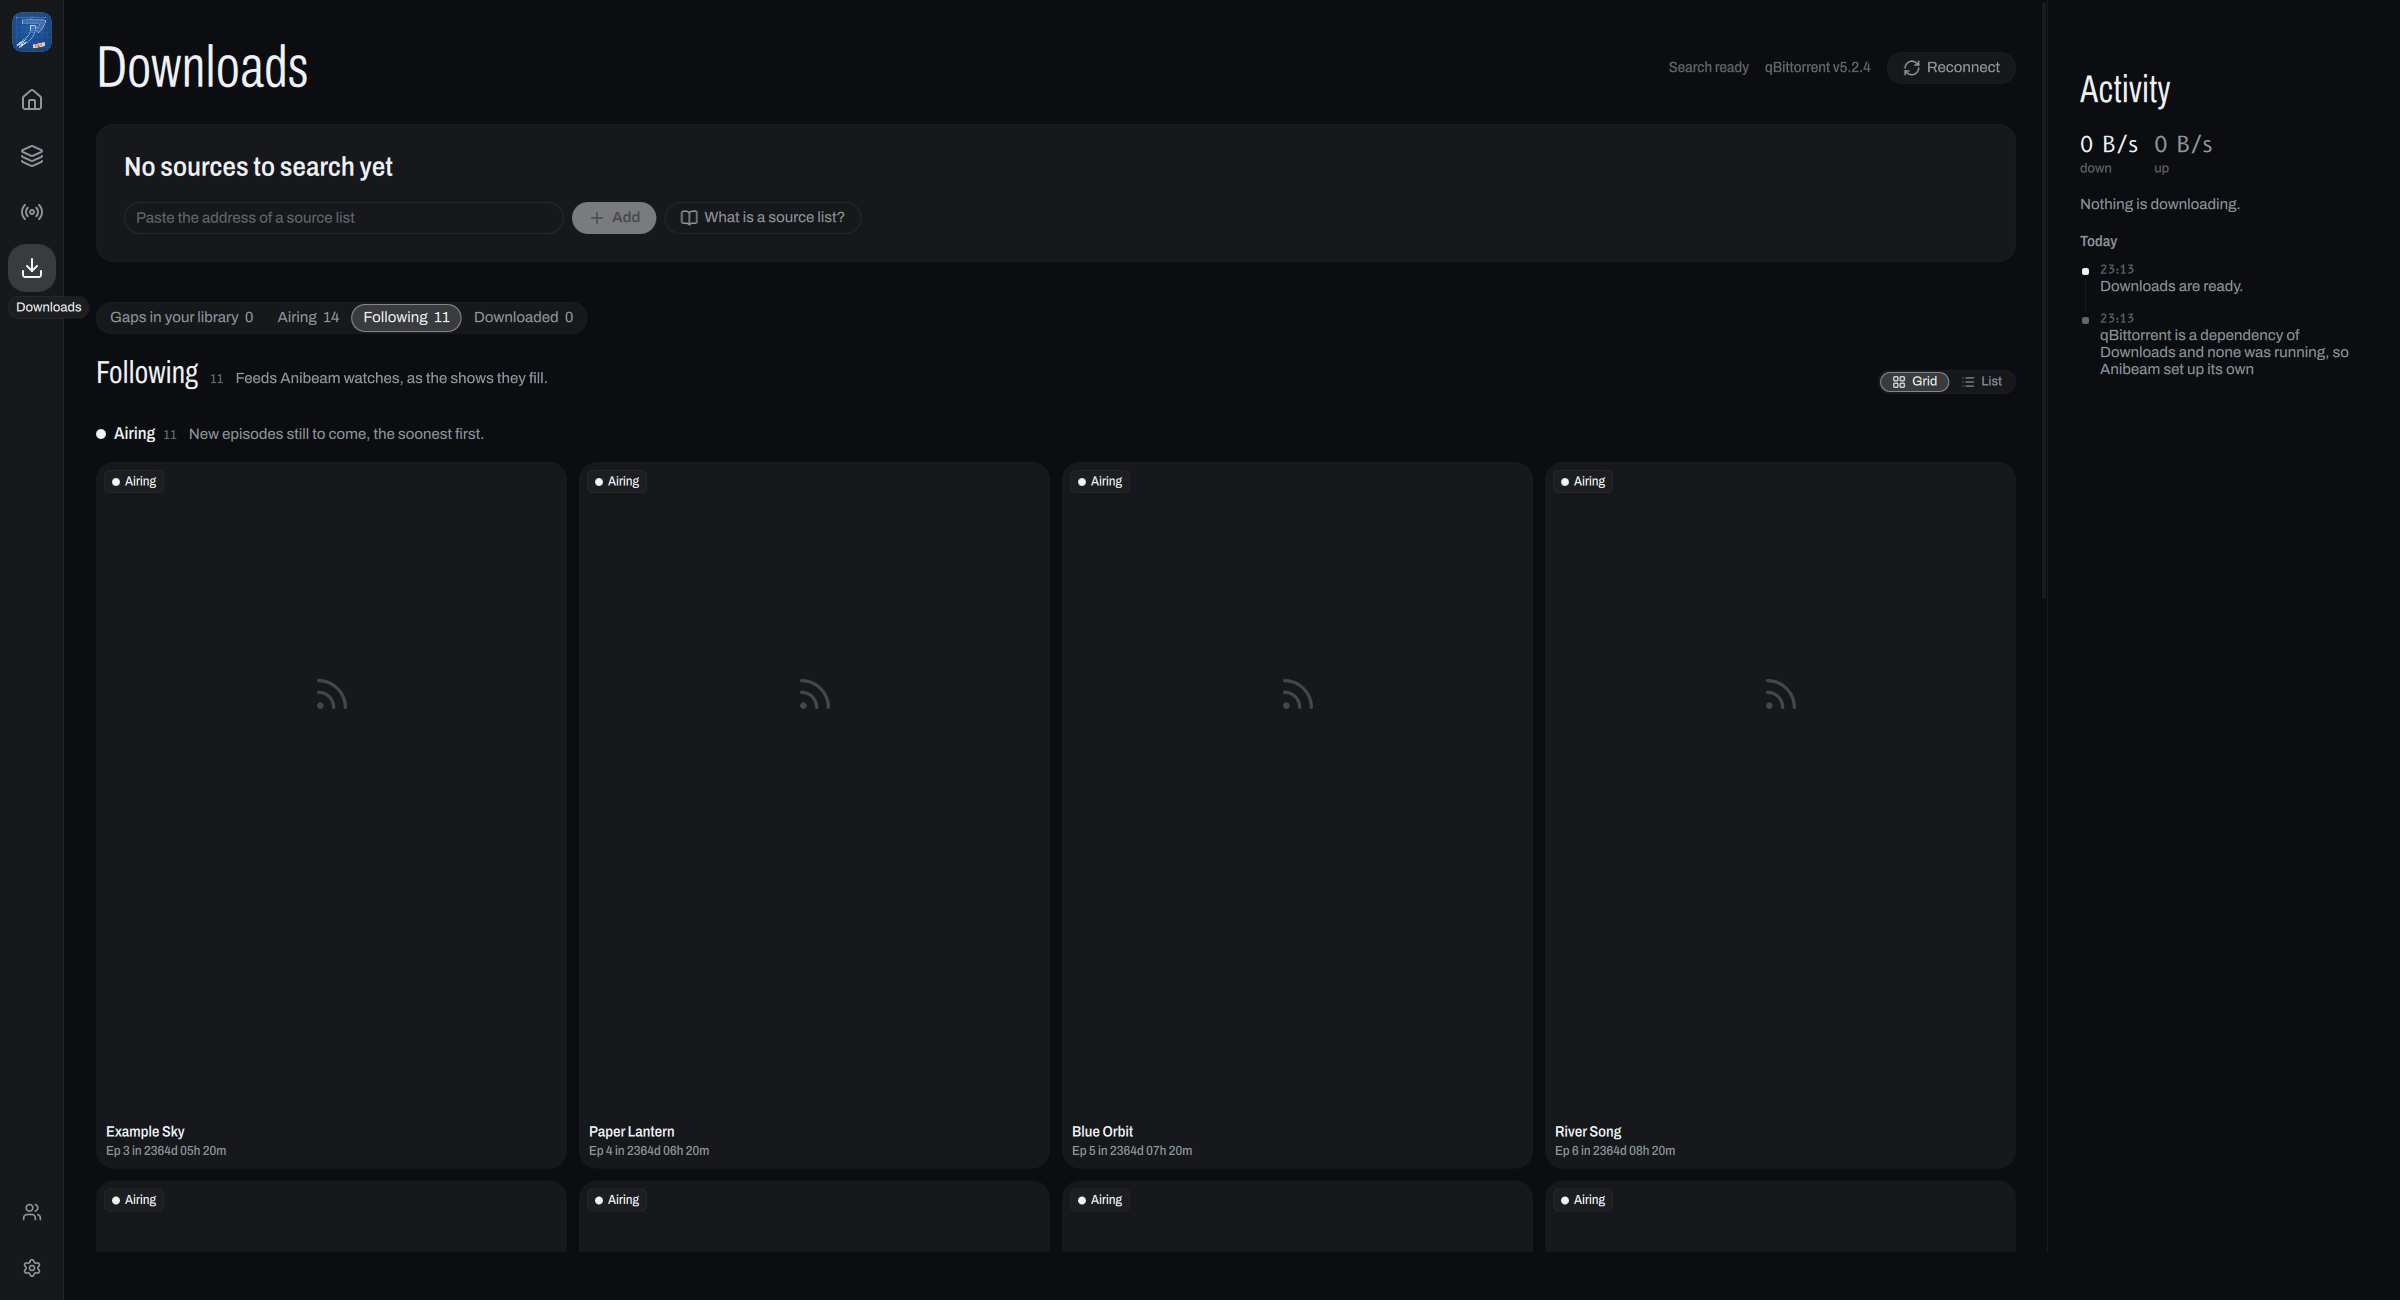 Downloads
Search ready
qBittorrent v5.2.4
Reconnect
No sources to search yet
Paste the address of a source list
Add
What is a source list?
Downloads
Gaps in your library 0
Airing 14
Following 11
Downloaded 0
Following 11 Feeds Anibeam watches, as the shows they fill.
Grid
List
Airing 11 New episodes still to come, the soonest first.
Airing
Airing
Airing
Airing
Example Sky
Ep 3 in 2364d 05h 20m
Paper Lantern
Ep 4 in 2364d 06h 20m
Blue Orbit
Ep 5 in 2364d 07h 20m
River Song
Ep 6 in 2364d 08h 20m
Airing
Airing
Airing
Airing
Activity
0 B/s 0 B/s
down up
Nothing is downloading.
Today
23:13
Downloads are ready.
23:13
qBittorrent is a dependency of
Downloads and none was running, so
Anibeam set up its own